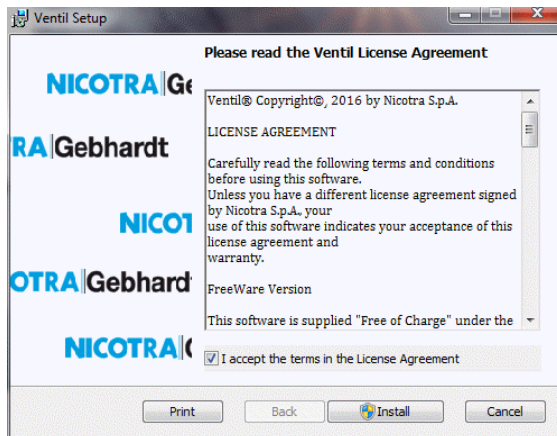 Ventil Setup
Please read the Ventil License Agreement
NICOTRA Ge
RA Gebhardt
NICOT
OTRA Gebhard
NICOTRA
Ventil® Copyright©, 2016 by Nicotra S.p.A.
LICENSE AGREEMENT
Carefully read the following terms and conditions
before using this software.
Unless you have a different license agreement signed
by Nicotra S.p.A., your
use of this software indicates your acceptance of this
license agreement and
warranty.
FreeWare Version
This software is supplied "Free of Charge" under the
I accept the terms in the License Agreement
Print Back Install Cancel